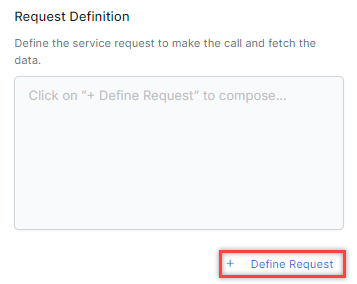 Request Definition
Define the service request to make the call and fetch the
data.
Click on “+ Define Request” to compose...
+ Define Request